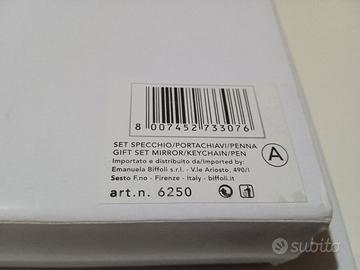 8 007452 733076
SET SPECCHIO/PORTACHIAVI/PENNA
GIFT SET MIRROR/KEYCHAIN/PEN
Importato e distribuito da/Imported by:
Emanuela Biffoli s.r.l. - V.le Ariosto, 490/I
Sesto F.no - Firenze - Italy - biffoli.it
A
art.n. 6250
subito